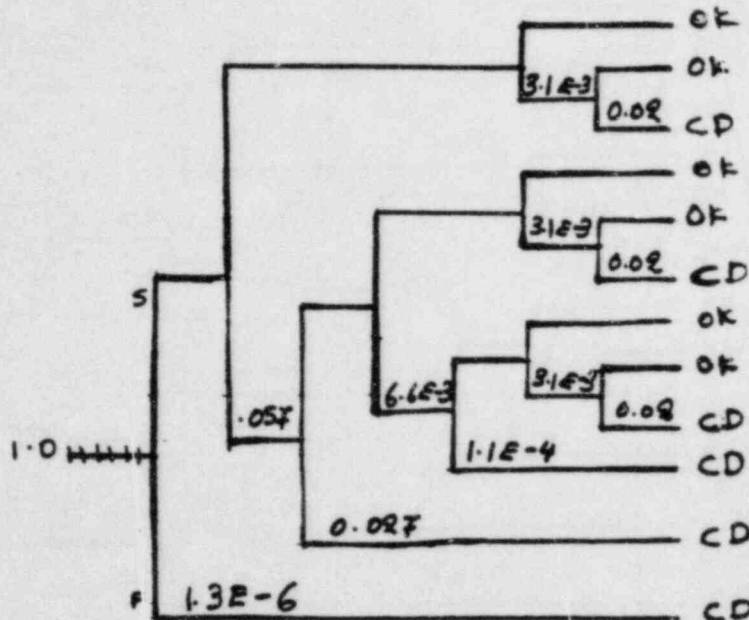 OK
OK.
3.1E-3
0.02
CD
OK
OK
3.1E-3
0.02
CD
S
OK
OK
3.1E-3
6.6E-3
0.02
CD
.057
1.0
1.1E-4
CD
0.027
CD
F
1.3E-6
CD